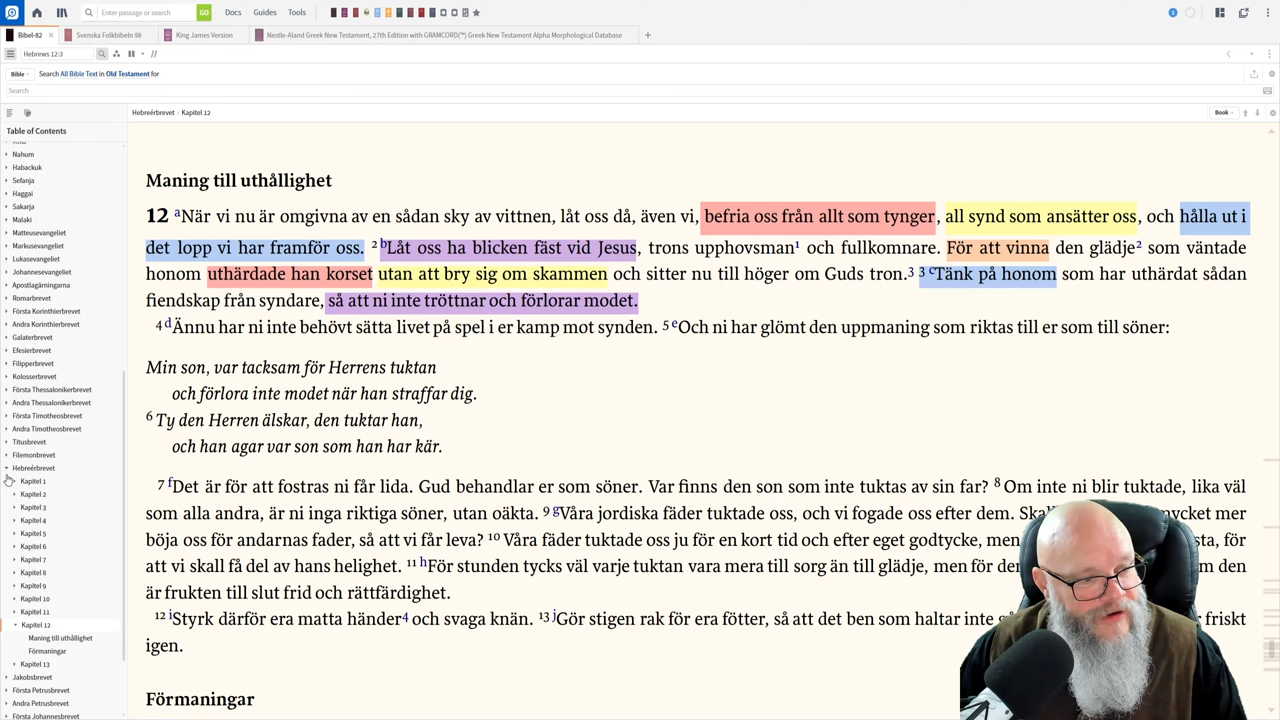 Enter passage or search GO Docs Guides Tools 2
Bibel-82 Svenska Folkbibeln 98 King James Version Nestle-Aland Greek New Testament, 27th Edition with GRAMCORD(™) Greek New Testament Alpha Morphological Database
Hebrews 12:3
Bible Search All Bible Text in Old Testament for
Search
Hebreérbrevet › Kapitel 12 Book
Table of Contents
Nahum
Habackuk
Sefanja
Haggai
Sakarja
Malaki
Matteusevangeliet
Markusevangeliet
Lukasevangeliet
Johannesevangeliet
Apostlagärningarna
Romarbrevet
Första Korinthierbrevet
Andra Korinthierbrevet
Galaterbrevet
Efesierbrevet
Filipperbrevet
Kolosserbrevet
Första Thessalonikerbrevet
Andra Thessalonikerbrevet
Första Timotheosbrevet
Andra Timotheosbrevet
Titusbrevet
Filemonbrevet
Hebreérbrevet
Kapitel 1
Kapitel 2
Kapitel 3
Kapitel 4
Kapitel 5
Kapitel 6
Kapitel 7
Kapitel 8
Kapitel 9
Kapitel 10
Kapitel 11
Kapitel 12
Maning till uthållighet
Förmaningar
Kapitel 13
Jakobsbrevet
Första Petrusbrevet
Andra Petrusbrevet
Första Johannesbrevet
Maning till uthållighet
12 aNär vi nu är omgivna av en sådan sky av vittnen, låt oss då, även vi, befria oss från allt som tynger, all synd som ansätter oss, och hålla ut i
det lopp vi har framför oss. 2 bLåt oss ha blicken fäst vid Jesus, trons upphovsman1 och fullkomnare. För att vinna den glädje2 som väntade
honom uthärdade han korset utan att bry sig om skammen och sitter nu till höger om Guds tron.3 3 cTänk på honom som har uthärdat sådan
fiendskap från syndare, så att ni inte tröttnar och förlorar modet.
4 dÄnnu har ni inte behövt sätta livet på spel i er kamp mot synden. 5 eOch ni har glömt den uppmaning som riktas till er som till söner:
Min son, var tacksam för Herrens tuktan
och förlora inte modet när han straffar dig.
6 Ty den Herren älskar, den tuktar han,
och han agar var son som han har kär.
7 fDet är för att fostras ni får lida. Gud behandlar er som söner. Var finns den son som inte tuktas av sin far? 8 Om inte ni blir tuktade, lika väl
som alla andra, är ni inga riktiga söner, utan oäkta. 9 gVåra jordiska fäder tuktade oss, och vi fogade oss efter dem. mycket mer
böja oss för andarnas fader, så att vi får leva? 10 Våra fäder tuktade oss ju för en kort tid och efter eget godtycke, för
att vi skall få del av hans helighet. 11 hFör stunden tycks väl varje tuktan vara mera till sorg än till glädje, men för den
är frukten till slut frid och rättfärdighet.
12 iStyrk därför era matta händer4 och svaga knän. 13 jGör stigen rak för era fötter, så att det ben som haltar inte friskt
igen.
Förmaningar